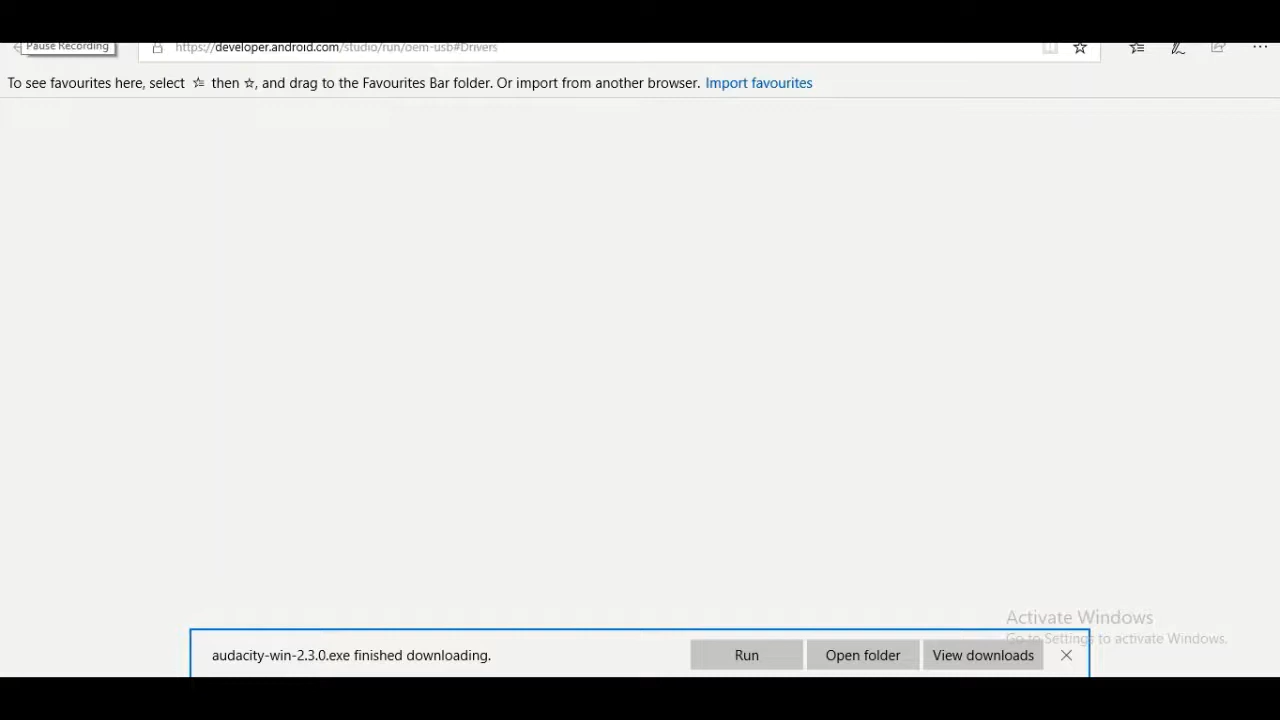 Pause Recording
https://developer.android.com/studio/run/oem-usb#Drivers
To see favourites here, select then , and drag to the Favourites Bar folder. Or import from another browser. Import favourites
Activate Windows
Go to Settings to activate Windows.
audacity-win-2.3.0.exe finished downloading. Run Open folder View downloads